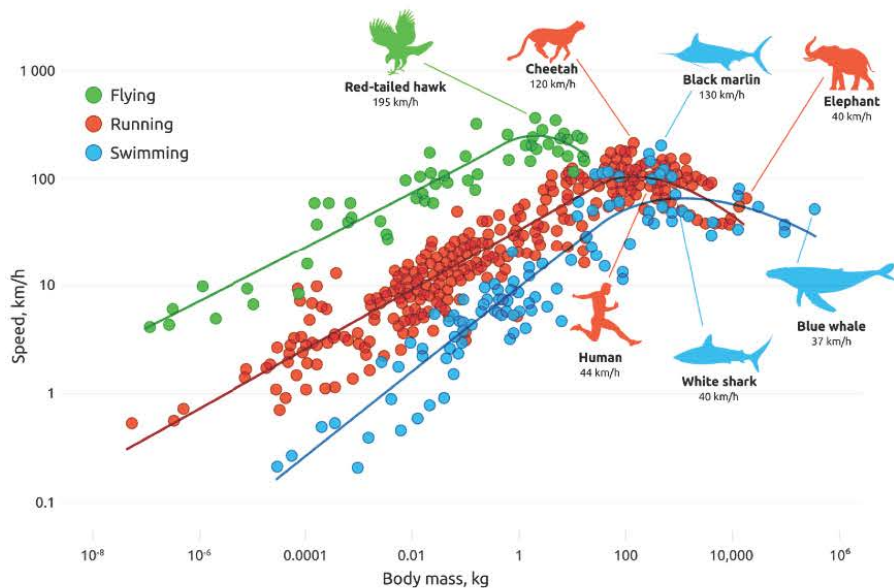 Red-tailed hawk
195 km/h
Cheetah
120 km/h
Black marlin
130 km/h
Elephant
40 km/h
Flying
Running
Swimming
Speed, km/h
1 000
100
10
1
0.1
Human
44 km/h
White shark
40 km/h
Blue whale
37 km/h
10⁻⁸
10⁻⁶
0.0001
0.01
1
100
10,000
10⁶
Body mass, kg